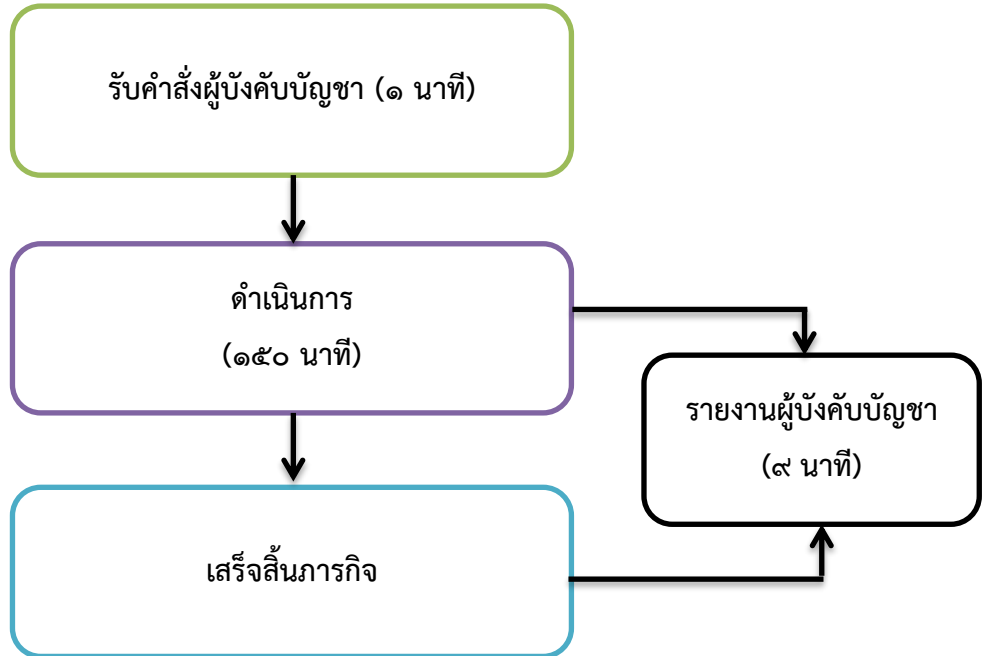 รับคำสั่งผู้บังคับบัญชา (๑ นาที)
ดำเนินการ
(๑๕๐ นาที)
รายงานผู้บังคับบัญชา
(๙ นาที)
เสร็จสิ้นภารกิจ